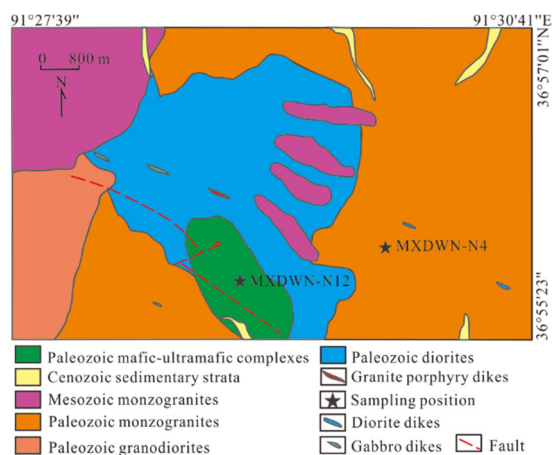 91°27'39" 91°30'41"E
36°57'01"N
0 800 m
N
MXDWN-N4
MXDWN-N12
36°55'23"
Paleozoic mafic-ultramafic complexes
Cenozoic sedimentary strata
Mesozoic monzogranites
Paleozoic monzogranites
Paleozoic granodiorites
Paleozoic diorites
Granite porphyry dikes
Sampling position
Diorite dikes
Gabbro dikes
Fault